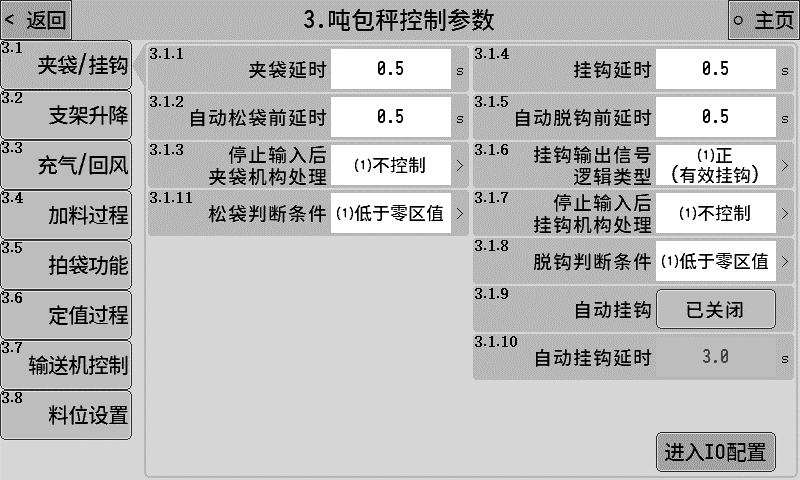 < 返回
3.吨包秤控制参数
○ 主页
3.1 夹袋/挂钩
3.2 支架升降
3.3 充气/回风
3.4 加料过程
3.5 拍袋功能
3.6 定值过程
3.7 输送机控制
3.8 料位设置
3.1.1 夹袋延时 0.5 s
3.1.2 自动松袋前延时 0.5 s
3.1.3 停止输入后
夹袋机构处理 (1)不控制 >
3.1.11 松袋判断条件 (1)低于零区值 >
3.1.4 挂钩延时 0.5 s
3.1.5 自动脱钩前延时 0.5 s
3.1.6 挂钩输出信号 (1)正
逻辑类型 (有效挂钩) >
3.1.7 停止输入后
挂钩机构处理 (1)不控制 >
3.1.8 脱钩判断条件 (1)低于零区值 >
3.1.9 自动挂钩 已关闭
3.1.10 自动挂钩延时 3.0 s
进入IO配置